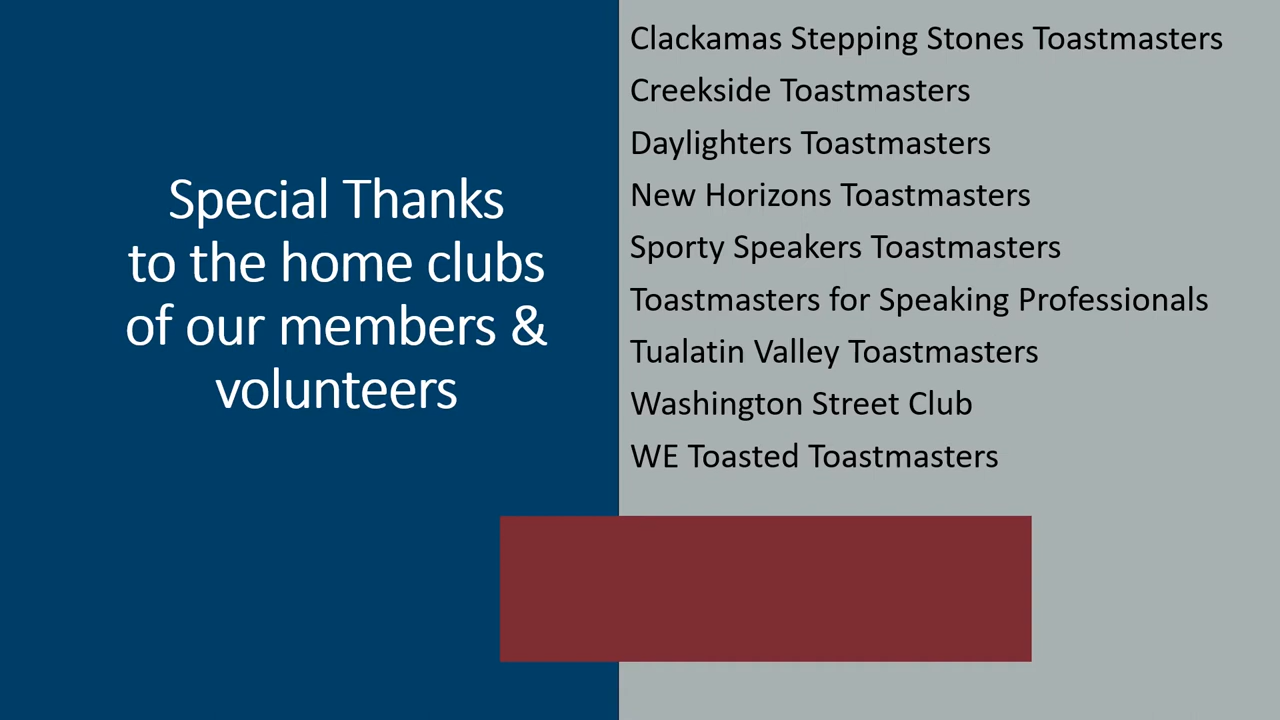 Special Thanks
to the home clubs
of our members &
volunteers
Clackamas Stepping Stones Toastmasters
Creekside Toastmasters
Daylighters Toastmasters
New Horizons Toastmasters
Sporty Speakers Toastmasters
Toastmasters for Speaking Professionals
Tualatin Valley Toastmasters
Washington Street Club
WE Toasted Toastmasters